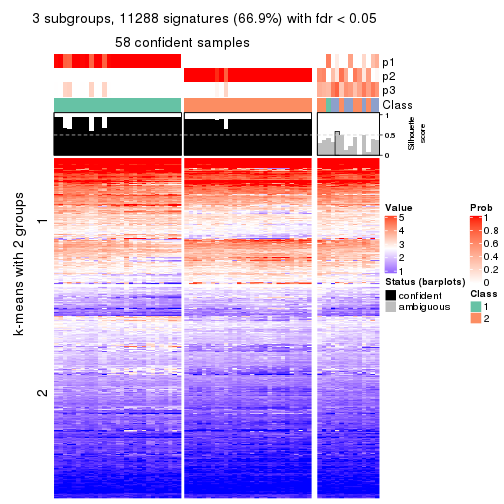 3 subgroups, 11288 signatures (66.9%) with fdr < 0.05
58 confident samples
p1
p2
p3
Class
1
0.5
0
Silhouette
score
k-means with 2 groups
1
2
Value
5
4
3
2
1
Status (barplots)
confident
ambiguous
Prob
1
0.8
0.6
0.4
0.2
0
Class
1
2